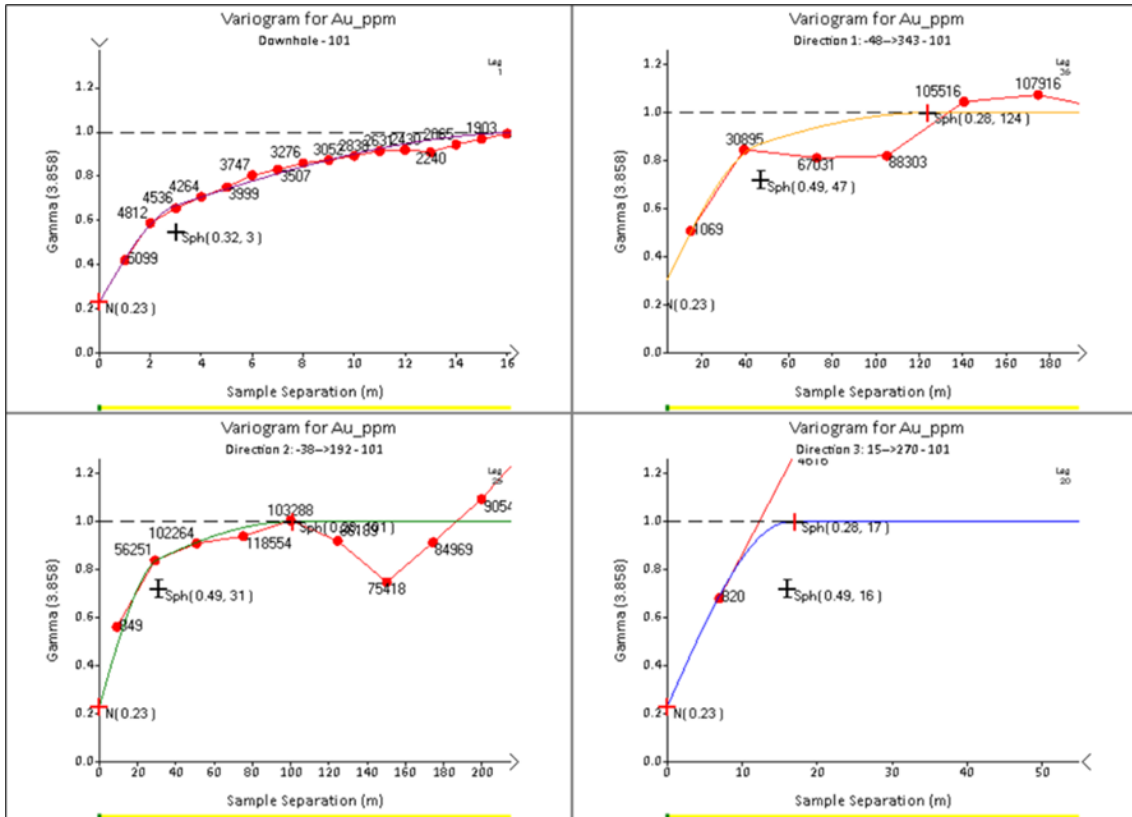 Variogram for Au_ppm
Downhole - 101
Lag
1
Gamma (3.858)
1.2
1.0
0.8
0.6
0.4
0.2
0.0
5099
4812
4536
4264
3999
3747
3507
3276
3052
2838
2631
2430
2240
2065
1903
Sph( 0.32, 3 )
N( 0.23 )
0 2 4 6 8 10 12 14 16
Sample Separation (m)
Variogram for Au_ppm
Direction 1: -48-->343 - 101
Lag
36
Gamma (3.858)
1.2
1.0
0.8
0.6
0.4
0.2
0.0
1069
30895
67031
88303
105516
107916
Sph( 0.28, 124 )
Sph( 0.49, 47 )
N( 0.23 )
20 40 60 80 100 120 140 160 180
Sample Separation (m)
Variogram for Au_ppm
Direction 2: -38-->192 - 101
Lag
25
Gamma (3.858)
1.2
1.0
0.8
0.6
0.4
0.2
0.0
849
56251
102264
118554
103288
75418
84969
9054
Sph( 0.49, 31 )
N( 0.23 )
0 20 40 60 80 100 120 140 160 180 200
Sample Separation (m)
Variogram for Au_ppm
Direction 3: 15-->270 - 101
Lag
20
Gamma (3.858)
1.2
1.0
0.8
0.6
0.4
0.2
0.0
4616
820
Sph( 0.28, 17 )
Sph( 0.49, 16 )
N( 0.23 )
0 10 20 30 40 50
Sample Separation (m)